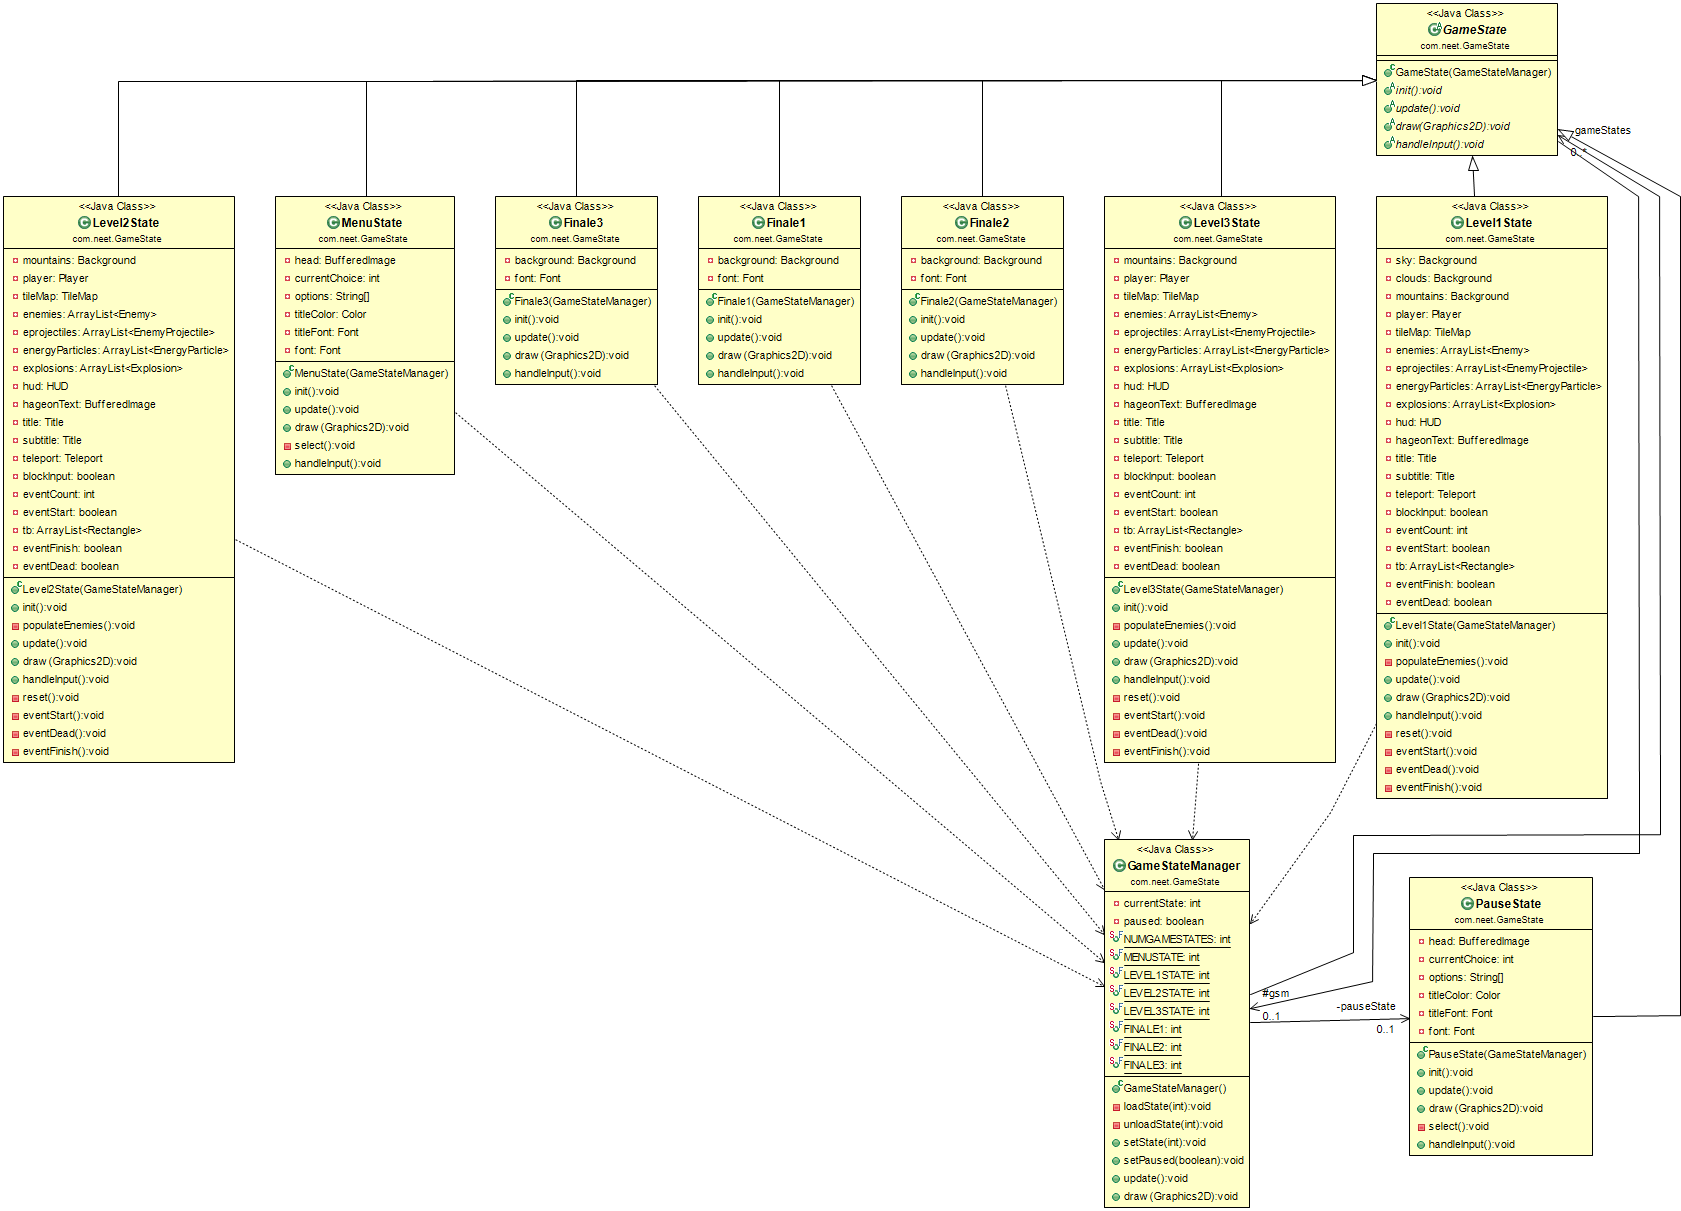 <<Java Class>>
GameState
com.neet.GameState
GameState(GameStateManager)
init():void
update():void
draw(Graphics2D):void
handleInput():void
gameStates
0..*
<<Java Class>>
Level2State
com.neet.GameState
mountains: Background
player: Player
tileMap: TileMap
enemies: ArrayList<Enemy>
eprojectiles: ArrayList<EnemyProjectile>
energyParticles: ArrayList<EnergyParticle>
explosions: ArrayList<Explosion>
hud: HUD
hageonText: BufferedImage
title: Title
subtitle: Title
teleport: Teleport
blockInput: boolean
eventCount: int
eventStart: boolean
tb: ArrayList<Rectangle>
eventFinish: boolean
eventDead: boolean
Level2State(GameStateManager)
init():void
populateEnemies():void
update():void
draw(Graphics2D):void
handleInput():void
reset():void
eventStart():void
eventDead():void
eventFinish():void
<<Java Class>>
MenuState
com.neet.GameState
head: BufferedImage
currentChoice: int
options: String[]
titleColor: Color
titleFont: Font
font: Font
MenuState(GameStateManager)
init():void
update():void
draw(Graphics2D):void
select():void
handleInput():void
<<Java Class>>
Finale3
com.neet.GameState
background: Background
font: Font
Finale3(GameStateManager)
init():void
update():void
draw(Graphics2D):void
handleInput():void
<<Java Class>>
Finale1
com.neet.GameState
background: Background
font: Font
Finale1(GameStateManager)
init():void
update():void
draw(Graphics2D):void
handleInput():void
<<Java Class>>
Finale2
com.neet.GameState
background: Background
font: Font
Finale2(GameStateManager)
init():void
update():void
draw(Graphics2D):void
handleInput():void
<<Java Class>>
Level3State
com.neet.GameState
mountains: Background
player: Player
tileMap: TileMap
enemies: ArrayList<Enemy>
eprojectiles: ArrayList<EnemyProjectile>
energyParticles: ArrayList<EnergyParticle>
explosions: ArrayList<Explosion>
hud: HUD
hageonText: BufferedImage
title: Title
subtitle: Title
teleport: Teleport
blockInput: boolean
eventCount: int
eventStart: boolean
tb: ArrayList<Rectangle>
eventFinish: boolean
eventDead: boolean
Level3State(GameStateManager)
init():void
populateEnemies():void
update():void
draw(Graphics2D):void
handleInput():void
reset():void
eventStart():void
eventDead():void
eventFinish():void
<<Java Class>>
Level1State
com.neet.GameState
sky: Background
clouds: Background
mountains: Background
player: Player
tileMap: TileMap
enemies: ArrayList<Enemy>
eprojectiles: ArrayList<EnemyProjectile>
energyParticles: ArrayList<EnergyParticle>
explosions: ArrayList<Explosion>
hud: HUD
hageonText: BufferedImage
title: Title
subtitle: Title
teleport: Teleport
blockInput: boolean
eventCount: int
eventStart: boolean
tb: ArrayList<Rectangle>
eventFinish: boolean
eventDead: boolean
Level1State(GameStateManager)
init():void
populateEnemies():void
update():void
draw(Graphics2D):void
handleInput():void
reset():void
eventStart():void
eventDead():void
eventFinish():void
<<Java Class>>
GameStateManager
com.neet.GameState
currentState: int
paused: boolean
NUMGAMESTATES: int
MENUSTATE: int
LEVEL1STATE: int
LEVEL2STATE: int
LEVEL3STATE: int
FINALE1: int
FINALE2: int
FINALE3: int
GameStateManager()
loadState(int):void
unloadState(int):void
setState(int):void
setPaused(boolean):void
update():void
draw(Graphics2D):void
#gsm
0..1
-pauseState
0..1
<<Java Class>>
PauseState
com.neet.GameState
head: BufferedImage
currentChoice: int
options: String[]
titleColor: Color
titleFont: Font
font: Font
PauseState(GameStateManager)
init():void
update():void
draw(Graphics2D):void
select():void
handleInput():void